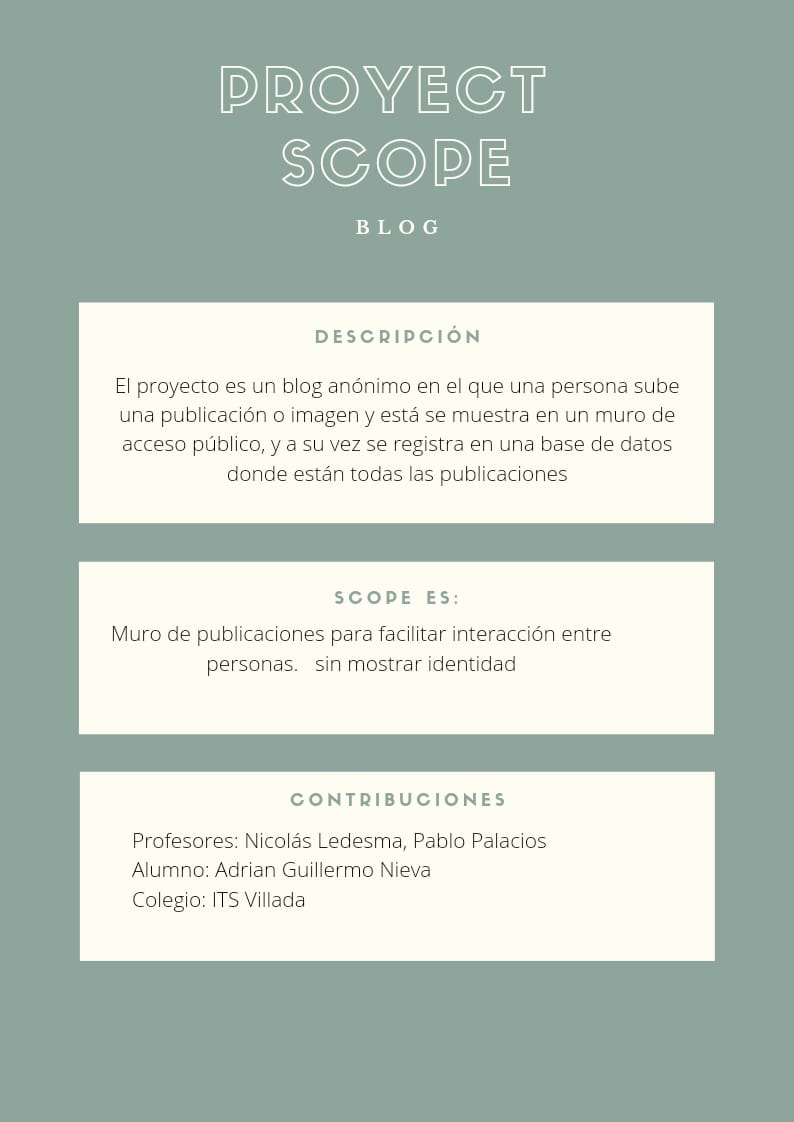 PROYECT
SCOPE
BLOG
DESCRIPCIÓN
El proyecto es un blog anónimo en el que una persona sube
una publicación o imagen y está se muestra en un muro de
acceso público, y a su vez se registra en una base de datos
donde están todas las publicaciones
SCOPE ES:
Muro de publicaciones para facilitar interacción entre
personas.   sin mostrar identidad
CONTRIBUCIONES
Profesores: Nicolás Ledesma, Pablo Palacios
Alumno: Adrian Guillermo Nieva
Colegio: ITS Villada